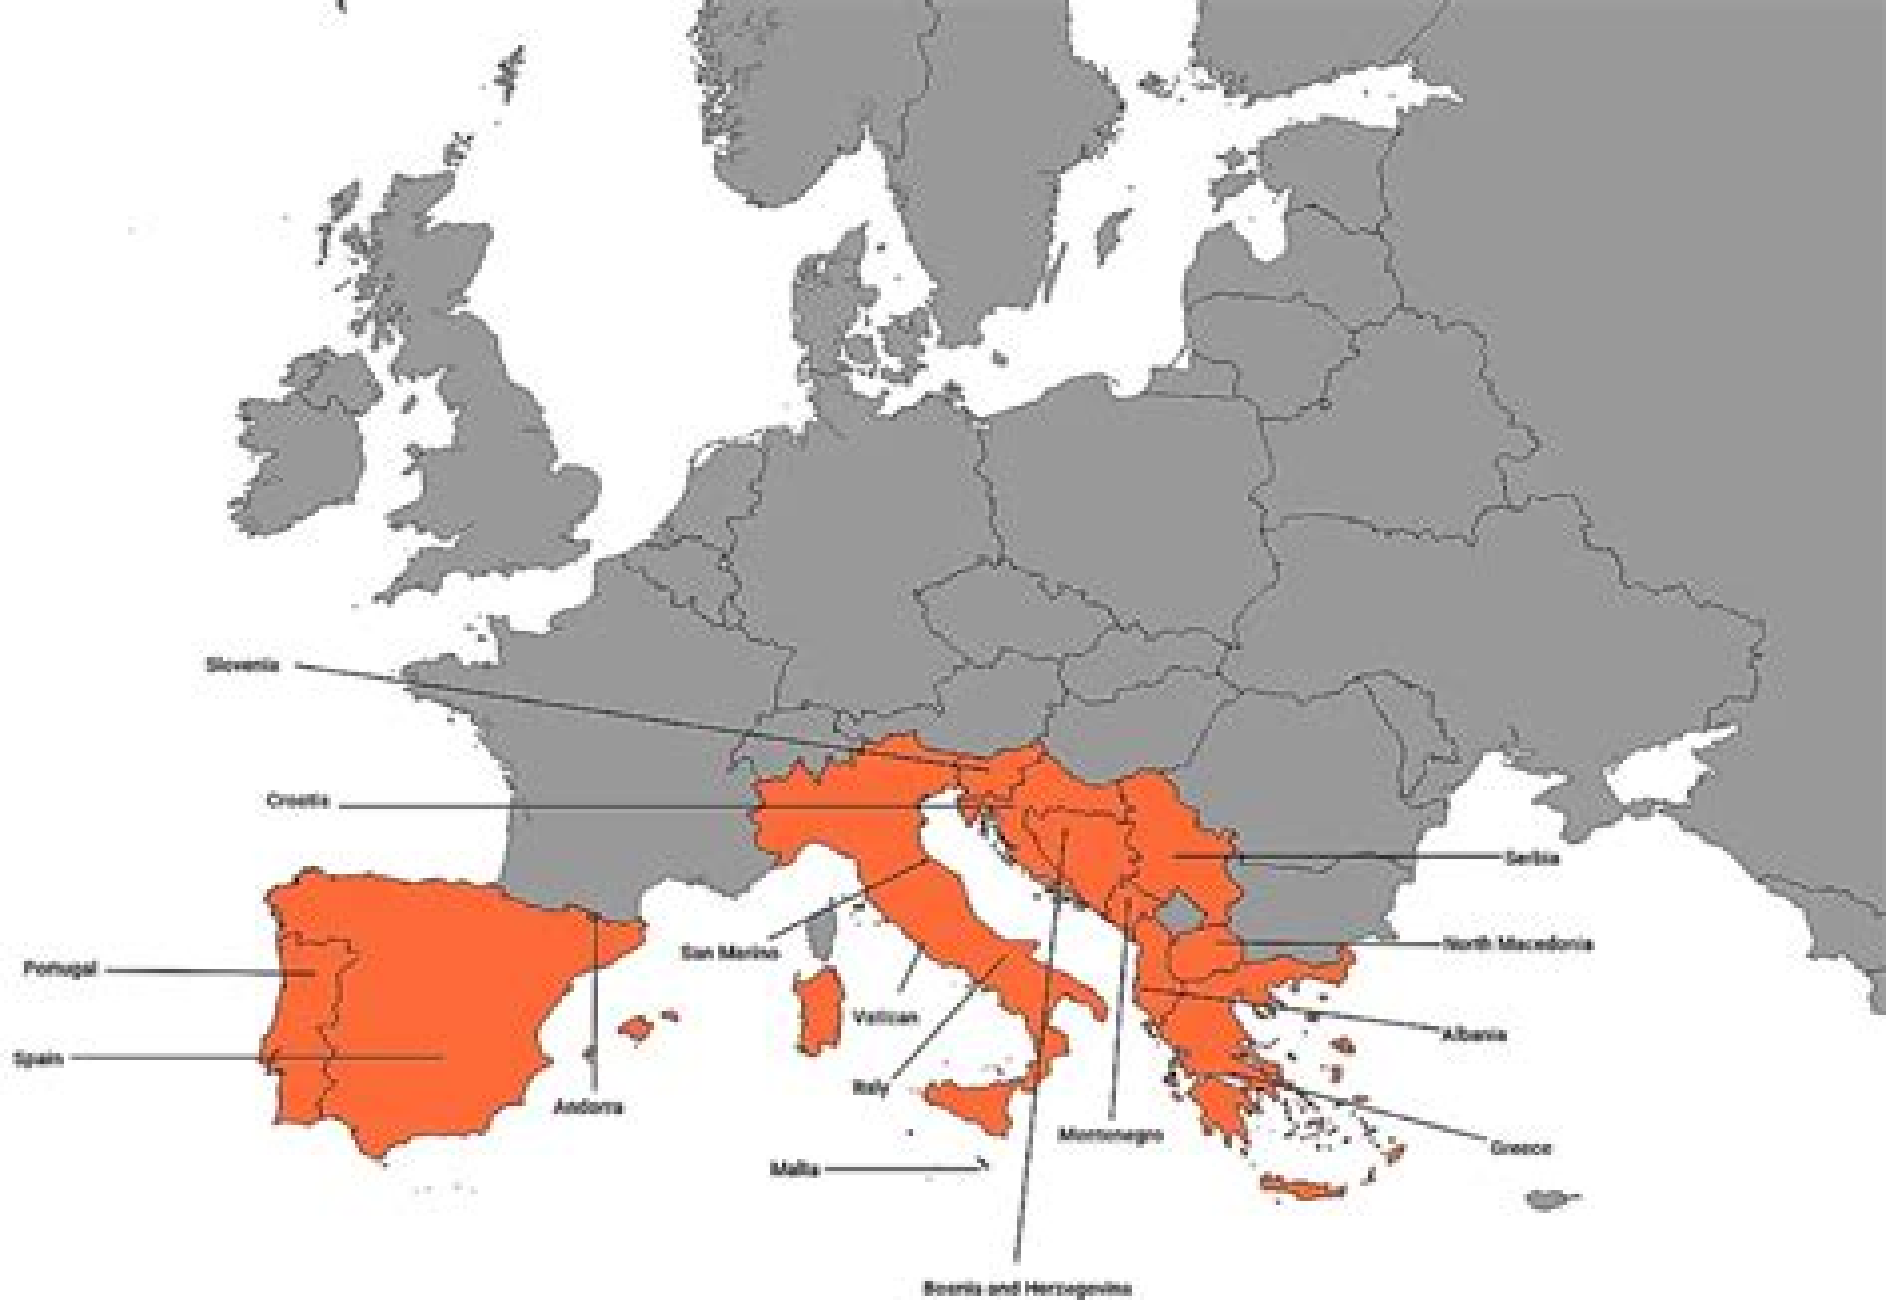 Slovenia
Croatia
Serbia
San Marino
North Macedonia
Portugal
Vatican
Albania
Spain
Italy
Andorra
Montenegro
Greece
Malta
Bosnia and Herzegovina